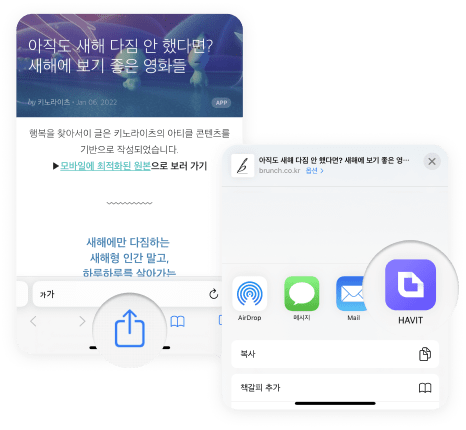 아직도 새해 다짐 안 했다면?
새해에 보기 좋은 영화들
by 키노라이츠 · Jan 06. 2022
APP
행복을 찾아서이 글은 키노라이츠의 아티클 콘텐츠를
기반으로 작성되었습니다.
▶모바일에 최적화된 원본으로 보러 가기
새해에만 다짐하는
새해형 인간 말고,
하루하루를 살아가는
가가
아직도 새해 다짐 안 했다면? 새해에 보기 좋은 영...
brunch.co.kr 옵션 >
AirDrop
메시지
Mail
HAVIT
복사
책갈피 추가